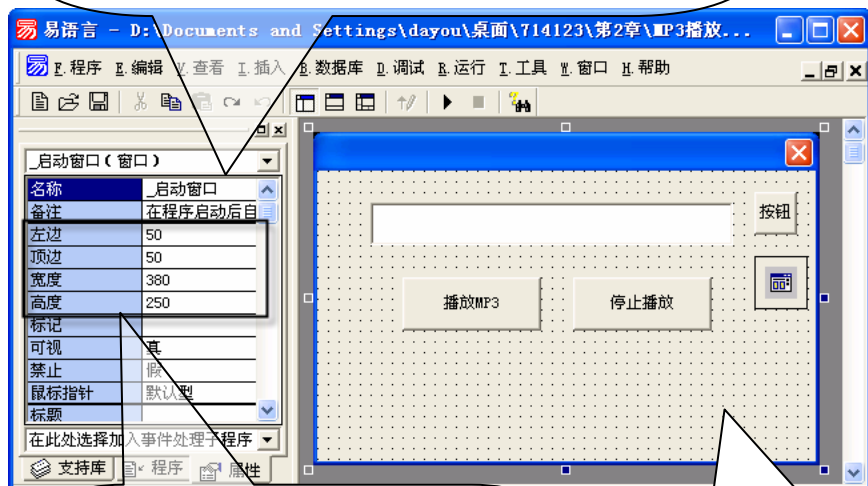 易语言 - D:\Documents and Settings\dayou\桌面\714123\第2章\MP3播放...
F.程序 E.编辑 V.查看 I.插入 B.数据库 D.调试 R.运行 T.工具 W.窗口 H.帮助
_启动窗口（窗口）
名称 _启动窗口
备注 在程序启动后自
左边 50
顶边 50
宽度 380
高度 250
标记
可视 真
禁止 假
鼠标指针 默认型
标题
在此处选择加入事件处理子程序
支持库 程序 属性
按钮
播放MP3 停止播放